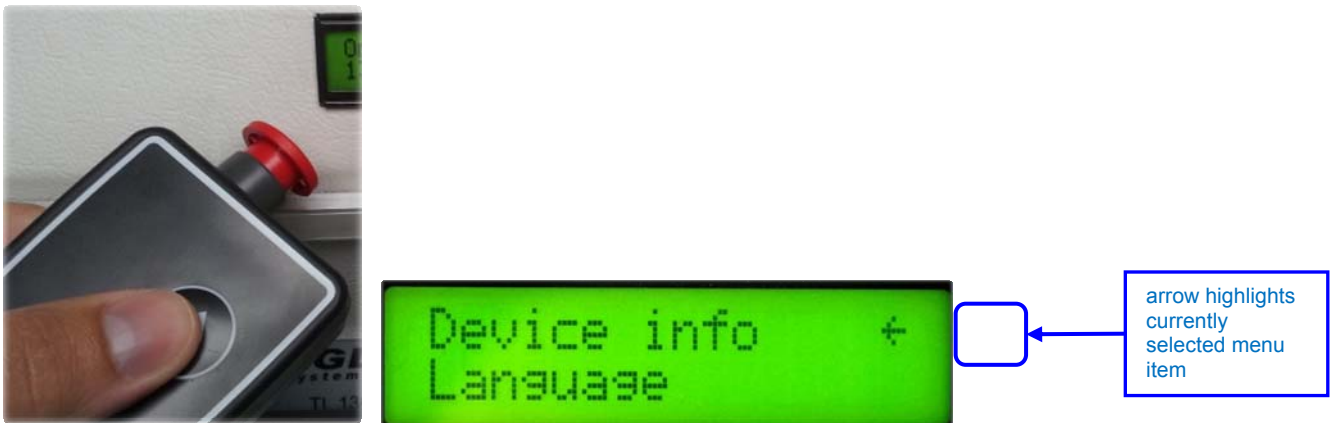 Device info ←
Language
arrow highlights
currently
selected menu
item